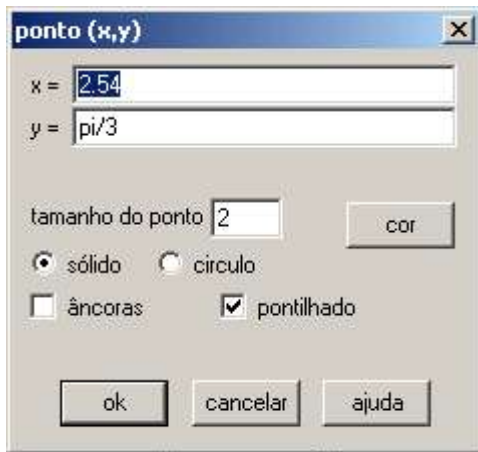 ponto (x,y)
x = 2.54
y = pi/3
tamanho do ponto 2 cor
sólido circulo
âncoras pontilhado
ok cancelar ajuda